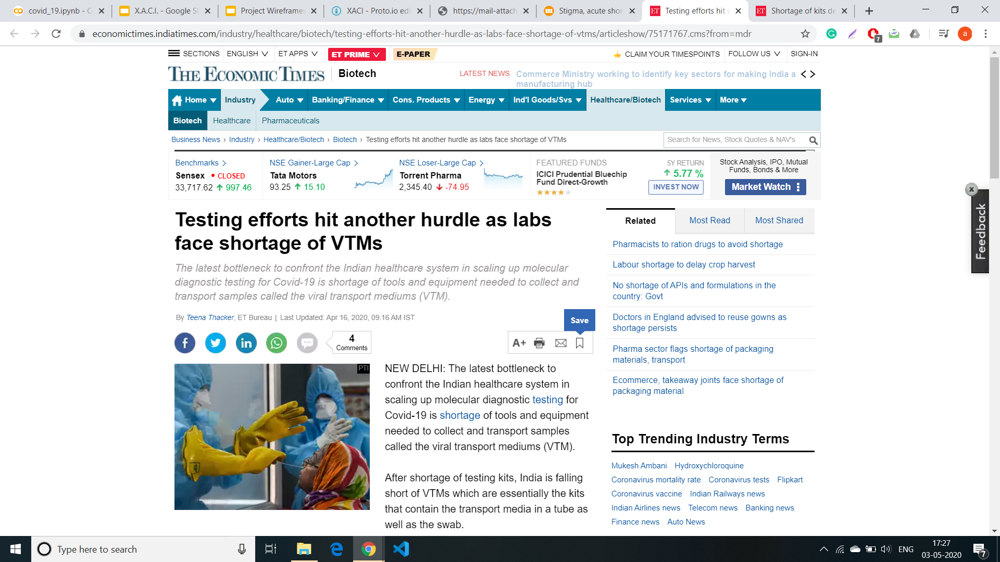 covid_19.ipynb - C
X.A.C.I. - Google Sl
Project Wireframes
XACI - Proto.io edi
https://mail-attach
Stigma, acute shor
ET Testing efforts hit a
ET Shortage of kits de
economictimes.indiatimes.com/industry/healthcare/biotech/testing-efforts-hit-another-hurdle-as-labs-face-shortage-of-vtms/articleshow/75171767.cms?from=mdr
7
a
SECTIONS ENGLISH ET APPS ET PRIME E-PAPER CLAIM YOUR TIMESPOINTS FOLLOW US SIGN-IN
THE ECONOMIC TIMES Biotech
LATEST NEWS Commerce Ministry working to identify key sectors for making India a
manufacturing hub
Home Industry Auto Banking/Finance Cons. Products Energy Ind'l Goods/Svs Healthcare/Biotech Services More
Biotech Healthcare Pharmaceuticals
Business News › Industry › Healthcare/Biotech › Biotech › Testing efforts hit another hurdle as labs face shortage of VTMs
Search for News, Stock Quotes & NAV's
Benchmarks
Sensex • CLOSED
33,717.62 ↑ 997.46
NSE Gainer-Large Cap
Tata Motors
93.25 ↑ 15.10
NSE Loser-Large Cap
Torrent Pharma
2,345.40 ↓ -74.95
FEATURED FUNDS
ICICI Prudential Bluechip
Fund Direct-Growth
★★★★★
5Y RETURN
↑ 5.77 %
INVEST NOW
Stock Analysis, IPO, Mutual
Funds, Bonds & More
Market Watch
x
Feedback
Testing efforts hit another hurdle as labs
face shortage of VTMs
The latest bottleneck to confront the Indian healthcare system in scaling up molecular
diagnostic testing for Covid-19 is shortage of tools and equipment needed to collect and
transport samples called the viral transport mediums (VTM).
By Teena Thacker, ET Bureau | Last Updated: Apr 16, 2020, 09.16 AM IST
Save
4
Comments
A+
PTI
NEW DELHI: The latest bottleneck to
confront the Indian healthcare system in
scaling up molecular diagnostic testing for
Covid-19 is shortage of tools and equipment
needed to collect and transport samples
called the viral transport mediums (VTM).
After shortage of testing kits, India is falling
short of VTMs which are essentially the kits
that contain the transport media in a tube as
well as the swab.
Related Most Read Most Shared
Pharmacists to ration drugs to avoid shortage
Labour shortage to delay crop harvest
No shortage of APIs and formulations in the
country: Govt
Doctors in England advised to reuse gowns as
shortage persists
Pharma sector flags shortage of packaging
materials, transport
Ecommerce, takeaway joints face shortage of
packaging material
Top Trending Industry Terms
Mukesh Ambani Hydroxychloroquine
Coronavirus mortality rate Coronavirus tests Flipkart
Coronavirus vaccine Indian Railways news
Indian Airlines news Telecom news Banking news
Finance news Auto News
Type here to search
ENG
17:27
03-05-2020
7